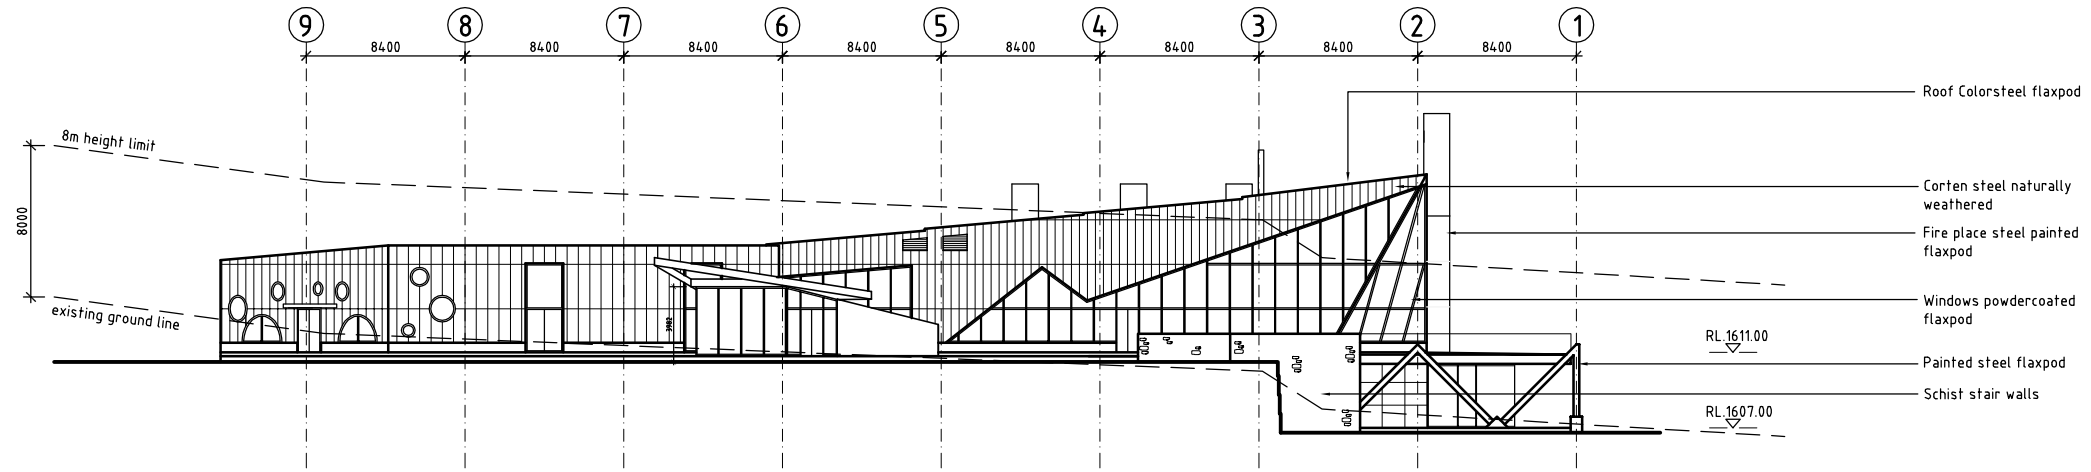 9 8 7 6 5 4 3 2 1
8400 8400 8400 8400 8400 8400 8400 8400
Roof Colorsteel flaxpod
8m height limit
Corten steel naturally
weathered
8000
Fire place steel painted
flaxpod
Windows powdercoated
flaxpod
existing ground line
3982
RL.1611.00
Painted steel flaxpod
Schist stair walls
RL.1607.00